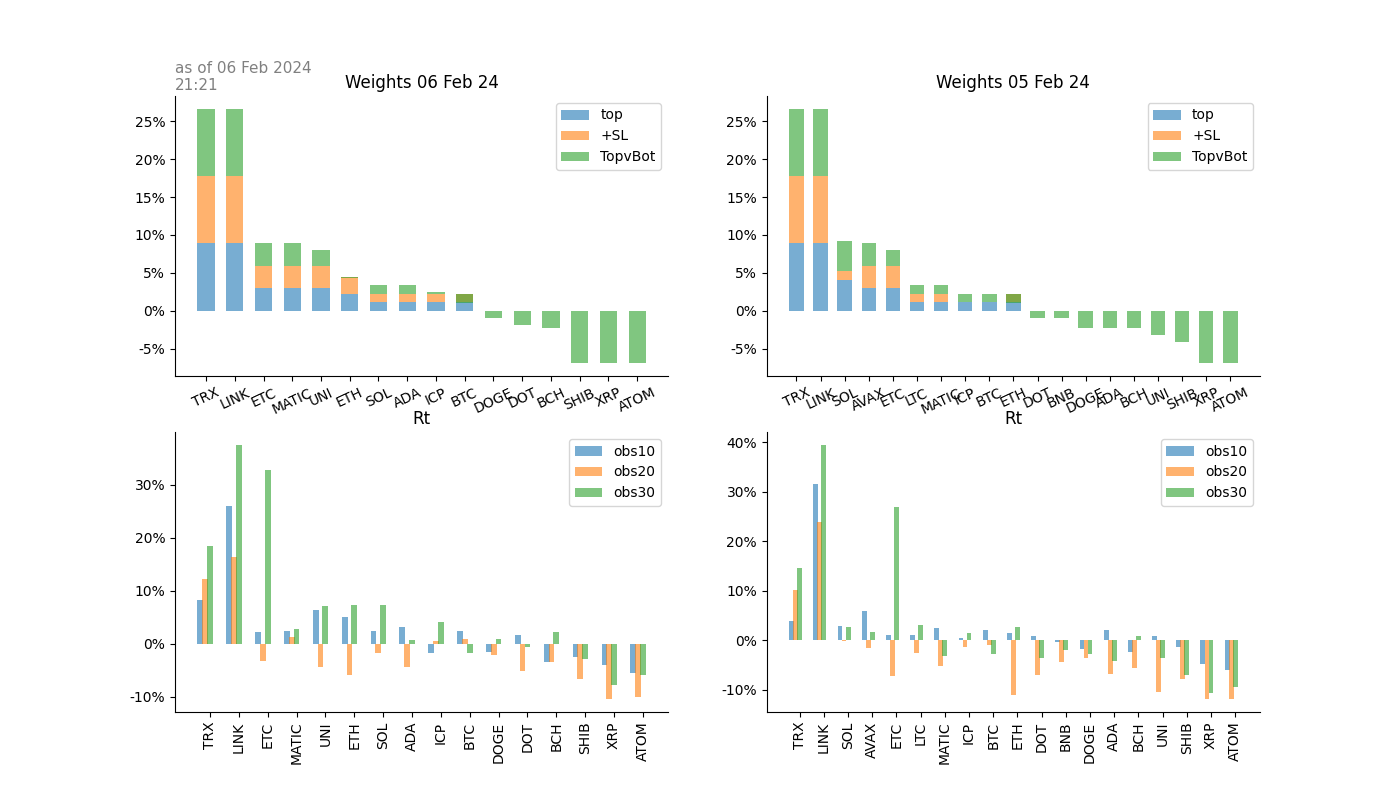 as of 06 Feb 2024
21:21
Weights 06 Feb 24
25%
20%
15%
10%
5%
0%
-5%
top
+SL
TopvBot
TRX LINK ETC MATIC UNI ETH SOL ADA ICP BTC DOGE DOT BCH SHIB XRP ATOM
Weights 05 Feb 24
25%
20%
15%
10%
5%
0%
-5%
top
+SL
TopvBot
TRX LINK SOL AVAX ETC LTC MATIC ICP BTC ETH DOT BNB DOGE ADA BCH UNI SHIB XRP ATOM
Rt
30%
20%
10%
0%
-10%
obs10
obs20
obs30
TRX LINK ETC MATIC UNI ETH SOL ADA ICP BTC DOGE DOT BCH SHIB XRP ATOM
Rt
40%
30%
20%
10%
0%
-10%
obs10
obs20
obs30
TRX LINK SOL AVAX ETC LTC MATIC ICP BTC ETH DOT BNB DOGE ADA BCH UNI SHIB XRP ATOM